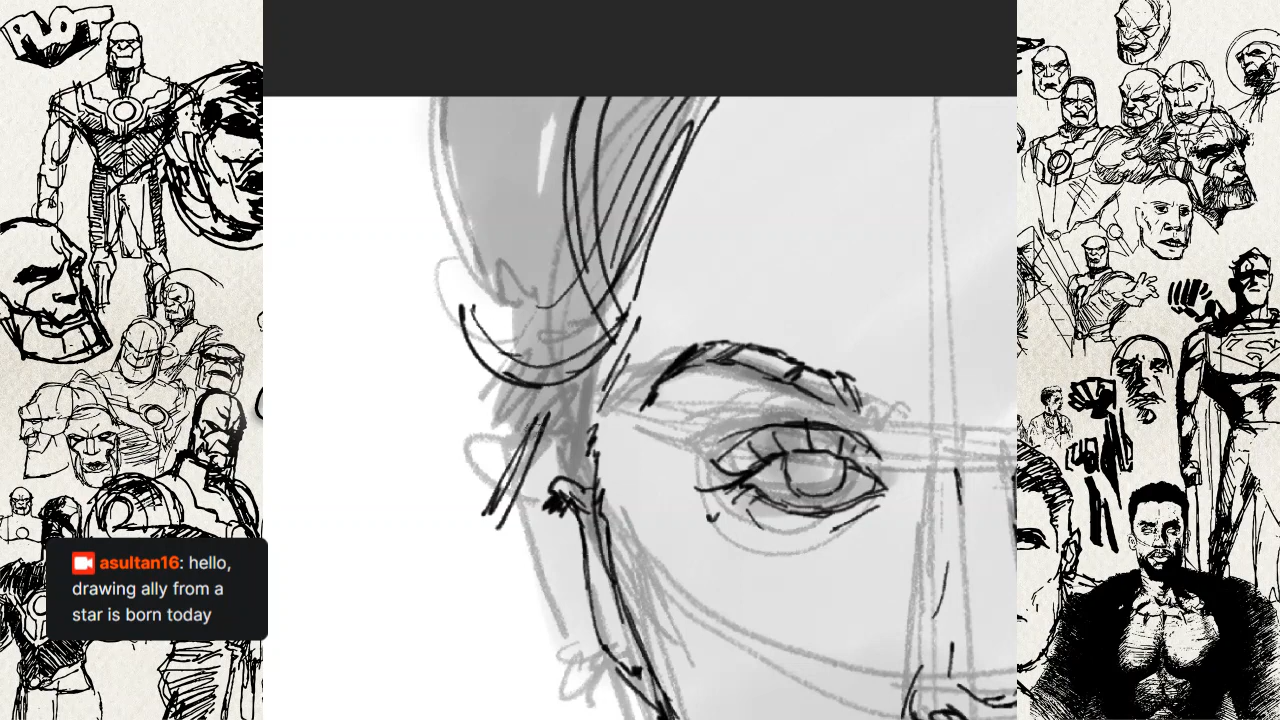 PLOT
asultan16: hello,
drawing ally from a
star is born today